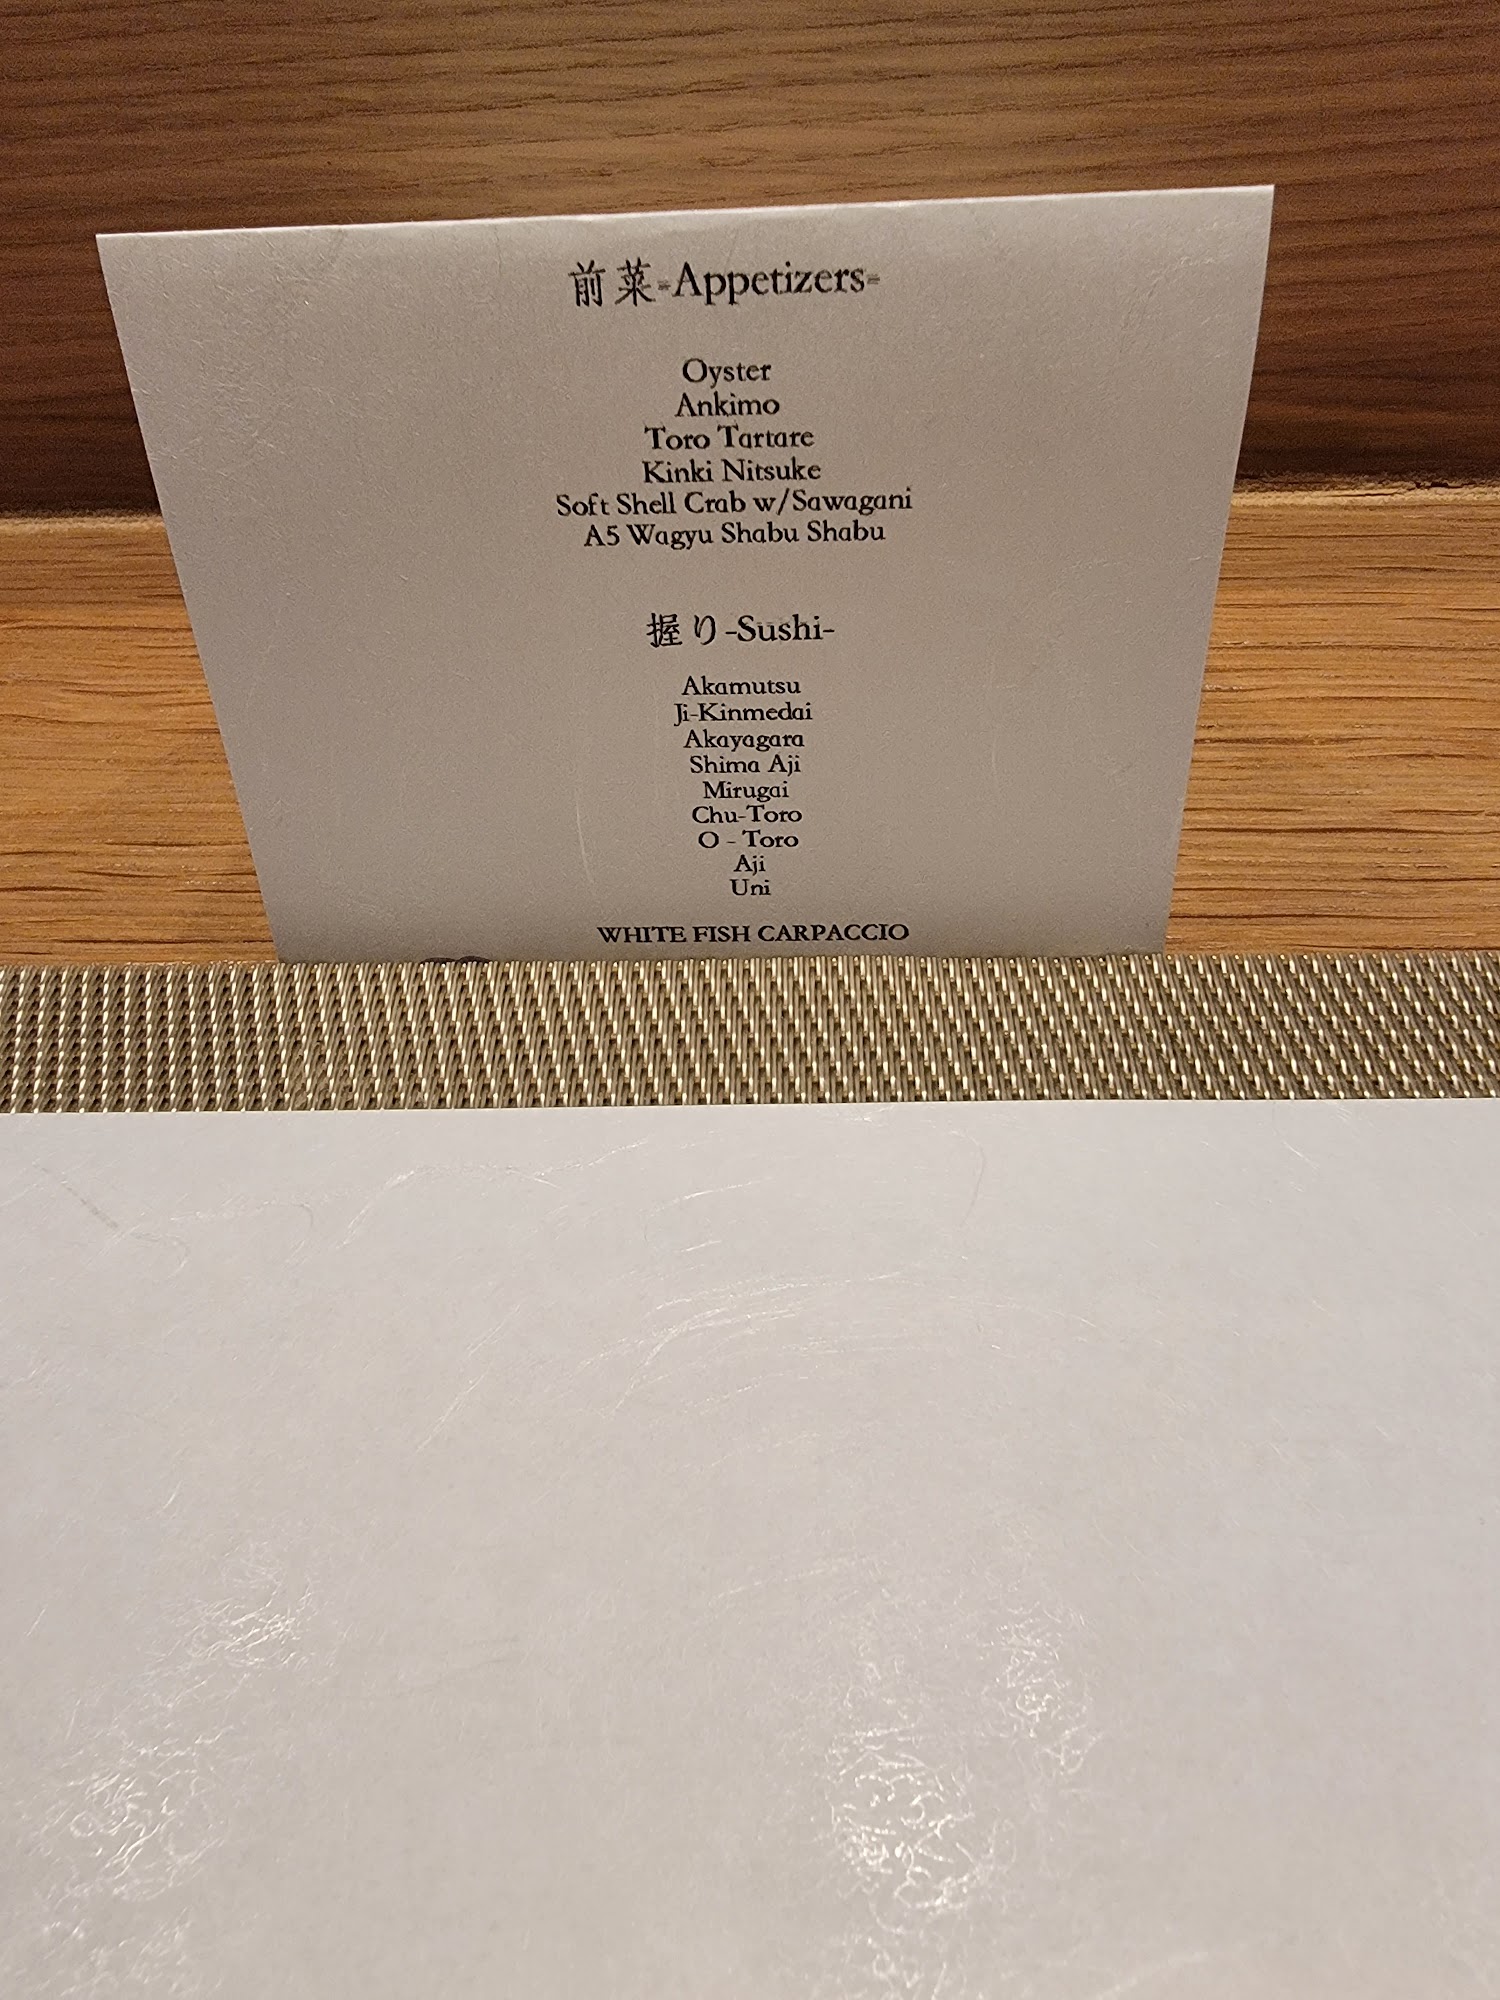 前菜-Appetizers-
Oyster
Ankimo
Toro Tartare
Kinki Nitsuke
Soft Shell Crab w/Sawagani
A5 Wagyu Shabu Shabu
握り-Sushi-
Akamutsu
Ji-Kinmedai
Akayagara
Shima Aji
Mirugai
Chu-Toro
O - Toro
Aji
Uni
WHITE FISH CARPACCIO